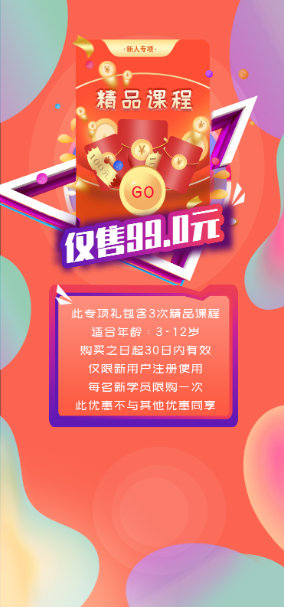 ·新人专项·
精品课程
GO
仅售99.0元
此专项礼包含3次精品课程
适合年龄：3-12岁
购买之日起30日内有效
仅限新用户注册使用
每名新学员限购一次
此优惠不与其他优惠同享